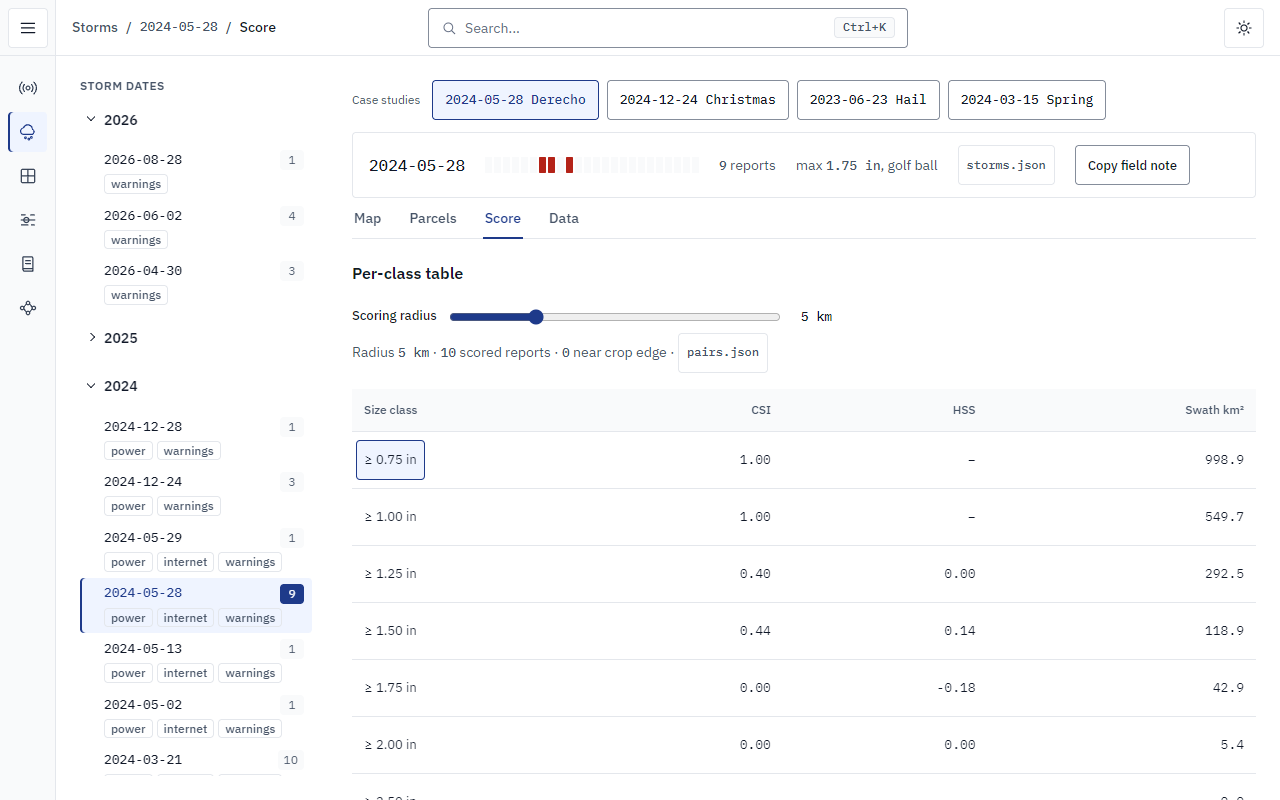 Storms / 2024-05-28 / Score
Search...
Ctrl+K
STORM DATES
2026
2026-08-28 1
warnings
2026-06-02 4
warnings
2026-04-30 3
warnings
2025
2024
2024-12-28 1
power warnings
2024-12-24 3
power warnings
2024-05-29 1
power internet warnings
2024-05-28 9
power internet warnings
2024-05-13 1
power internet warnings
2024-05-02 1
power internet warnings
2024-03-21 10
Case studies 2024-05-28 Derecho 2024-12-24 Christmas 2023-06-23 Hail 2024-03-15 Spring
2024-05-28 9 reports max 1.75 in, golf ball storms.json Copy field note
Map Parcels Score Data
Per-class table
Scoring radius 5 km
Radius 5 km · 10 scored reports · 0 near crop edge · pairs.json
Size class CSI HSS Swath km²
≥ 0.75 in 1.00 – 998.9
≥ 1.00 in 1.00 – 549.7
≥ 1.25 in 0.40 0.00 292.5
≥ 1.50 in 0.44 0.14 118.9
≥ 1.75 in 0.00 -0.18 42.9
≥ 2.00 in 0.00 0.00 5.4